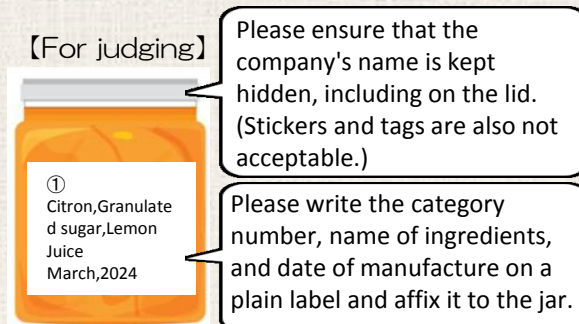 【For judging】
Please ensure that the
company's name is kept
hidden, including on the lid.
(Stickers and tags are also not
acceptable.)
①
Citron,Granulate
d sugar,Lemon
Juice
March,2024
Please write the category
number, name of ingredients,
and date of manufacture on a
plain label and affix it to the jar.